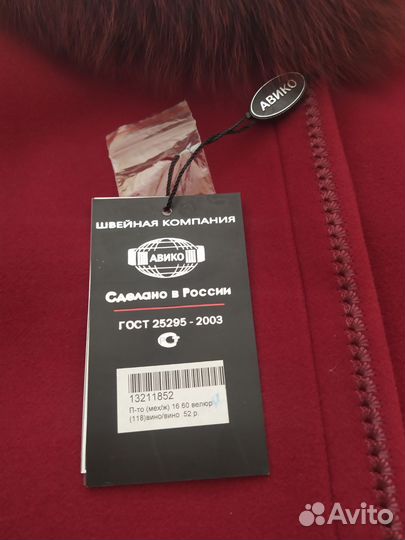 АВИКО
ШВЕЙНАЯ КОМПАНИЯ
АВИКО
Сделано в России
ГОСТ 25295 - 2003
13211852
П-то (мех/ж) 16 60 велюр
(118)вино/вино .52 р.
Avito